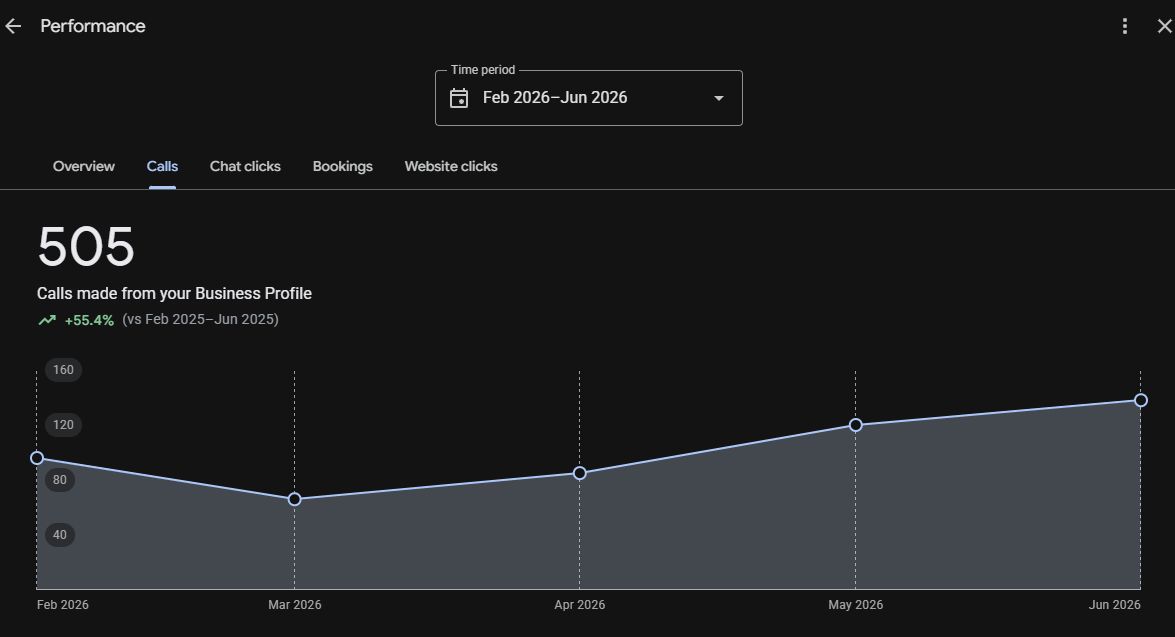 Performance
Time period
Feb 2026–Jun 2026
Overview Calls Chat clicks Bookings Website clicks
505
Calls made from your Business Profile
+55.4% (vs Feb 2025–Jun 2025)
160
120
80
40
Feb 2026 Mar 2026 Apr 2026 May 2026 Jun 2026